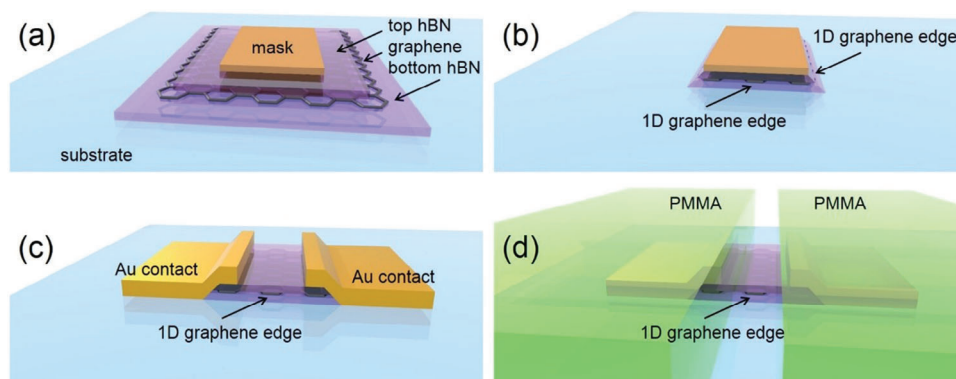 (a)
top hBN
mask
graphene
bottom hBN
substrate
(b)
1D graphene edge
1D graphene edge
(c)
Au contact
Au contact
1D graphene edge
(d)
PMMA
PMMA
1D graphene edge